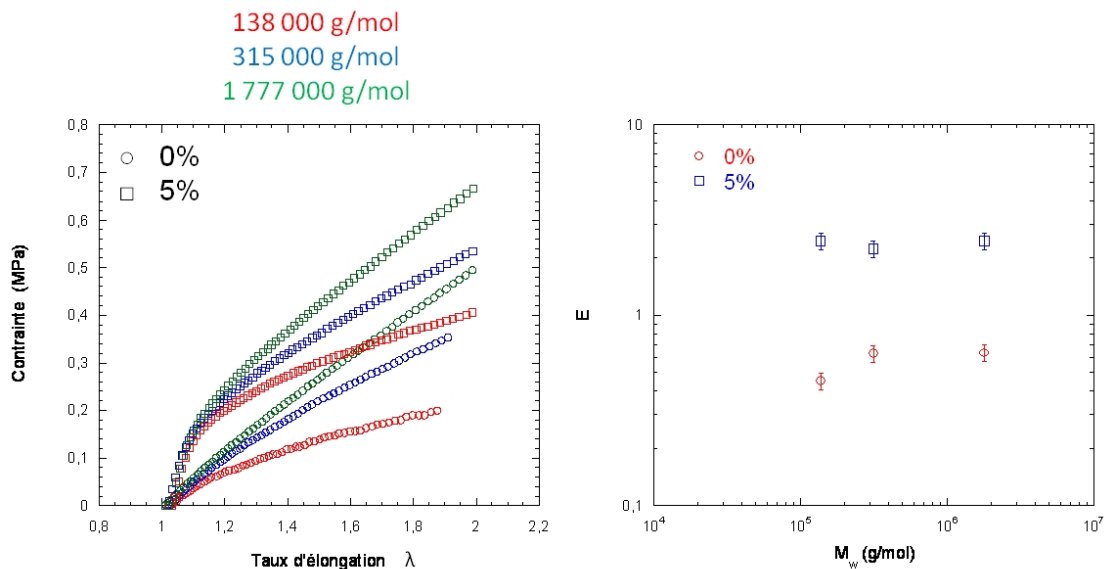 138 000 g/mol
315 000 g/mol
1 777 000 g/mol
0,8
0,7
0,6
0,5
0,4
0,3
0,2
0,1
0
0%
5%
Contrainte (MPa)
0,8 1 1,2 1,4 1,6 1,8 2 2,2
Taux d'élongation λ
10
1
0,1
0%
5%
E
10⁴ 10⁵ 10⁶ 10⁷
M_w (g/mol)